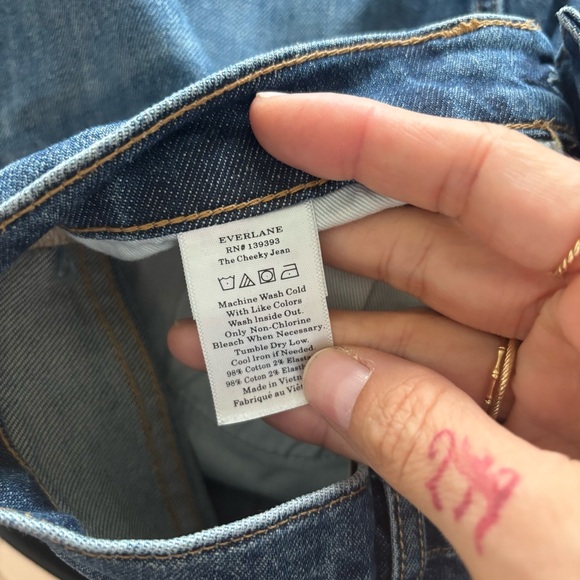 EVERLANE
RN# 139393
The Cheeky Jean
Machine Wash Cold
With Like Colors
Wash Inside Out.
Only Non-Chlorine
Bleach When Necessary.
Tumble Dry Low.
Cool Iron if Needed
98% Cotton 2%
98% Coton 2%
Made in
Fabriqué au